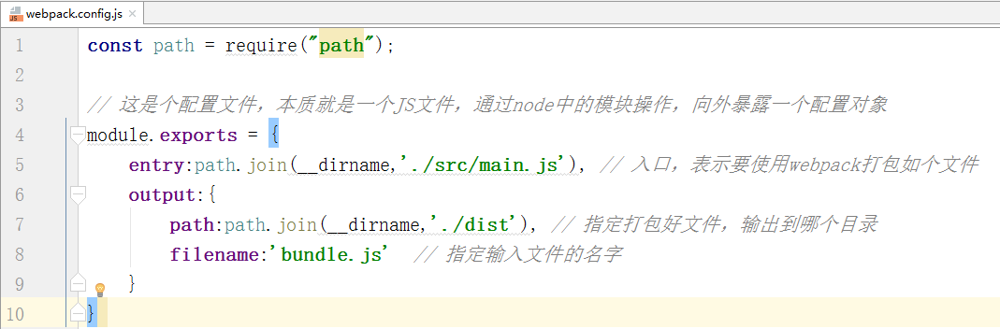 webpack.config.js
1 const path = require("path");
2
3 // 这是个配置文件，本质就是一个JS文件，通过node中的模块操作，向外暴露一个配置对象
4 module.exports = {
5     entry:path.join(__dirname,'./src/main.js'), // 入口，表示要使用webpack打包如个文件
6     output:{
7         path:path.join(__dirname,'./dist'), // 指定打包好文件，输出到哪个目录
8         filename:'bundle.js'  // 指定输入文件的名字
9     }
10 }